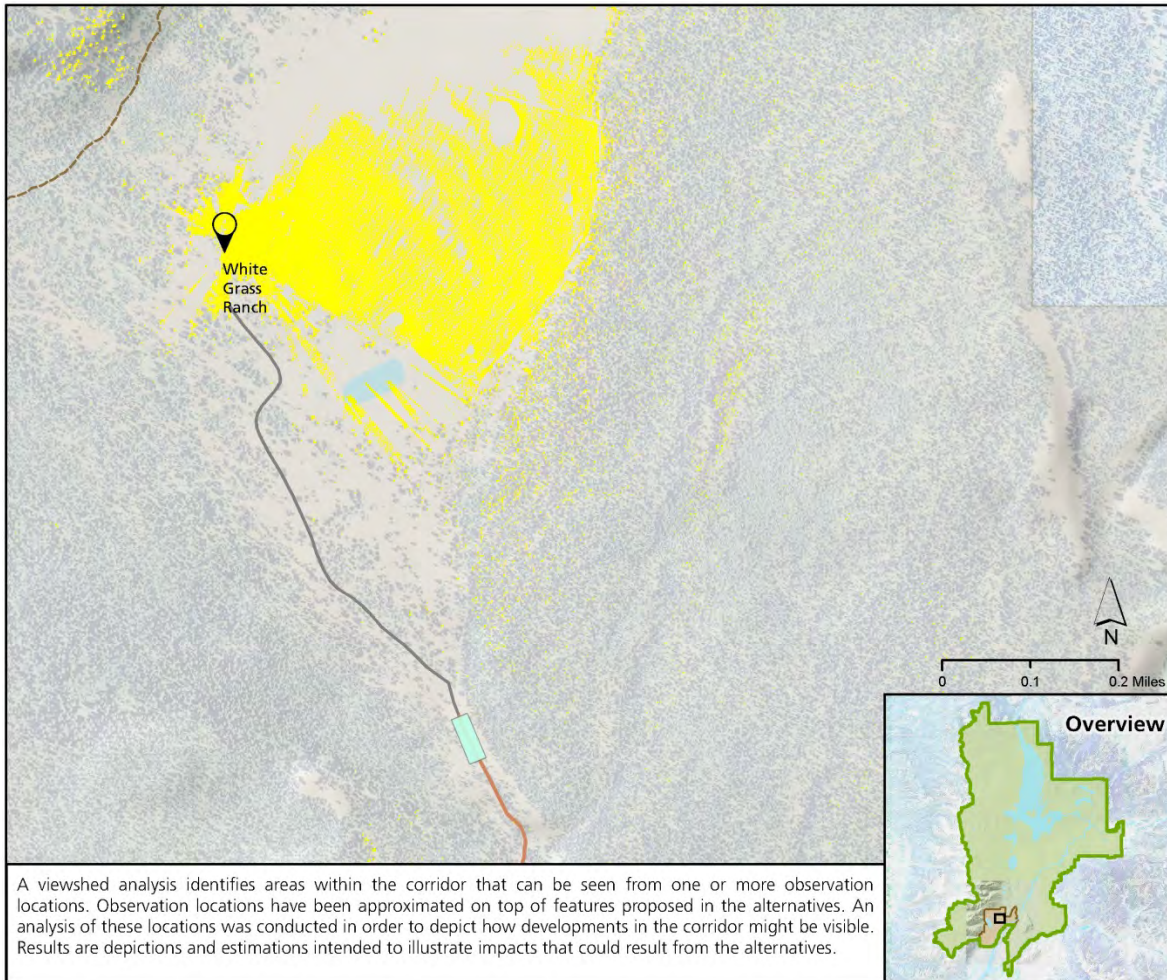 White
Grass
Ranch
N
0 0.1 0.2 Miles
Overview
A viewshed analysis identifies areas within the corridor that can be seen from one or more observation
locations. Observation locations have been approximated on top of features proposed in the alternatives. An
analysis of these locations was conducted in order to depict how developments in the corridor might be visible.
Results are depictions and estimations intended to illustrate impacts that could result from the alternatives.